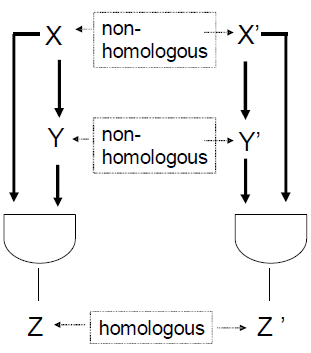 X non- X'
homologous
Y non- Y'
homologous
Z homologous Z '